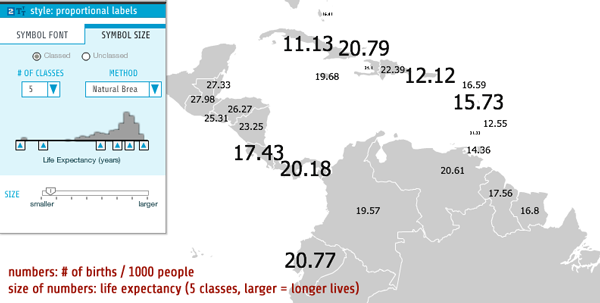 2 T style: proportional labels
SYMBOL FONT SYMBOL SIZE
Classed Unclassed
# OF CLASSES METHOD
5 Natural Brea
Life Expectancy (years)
SIZE
smaller larger
11.13 20.79
19.68 22.39 12.12
27.33 16.59
27.98 15.73
26.27
25.31 12.55
23.25
17.43 14.36
20.18 20.61
17.56
19.57 16.8
20.77
numbers: # of births / 1000 people
size of numbers: life expectancy (5 classes, larger = longer lives)